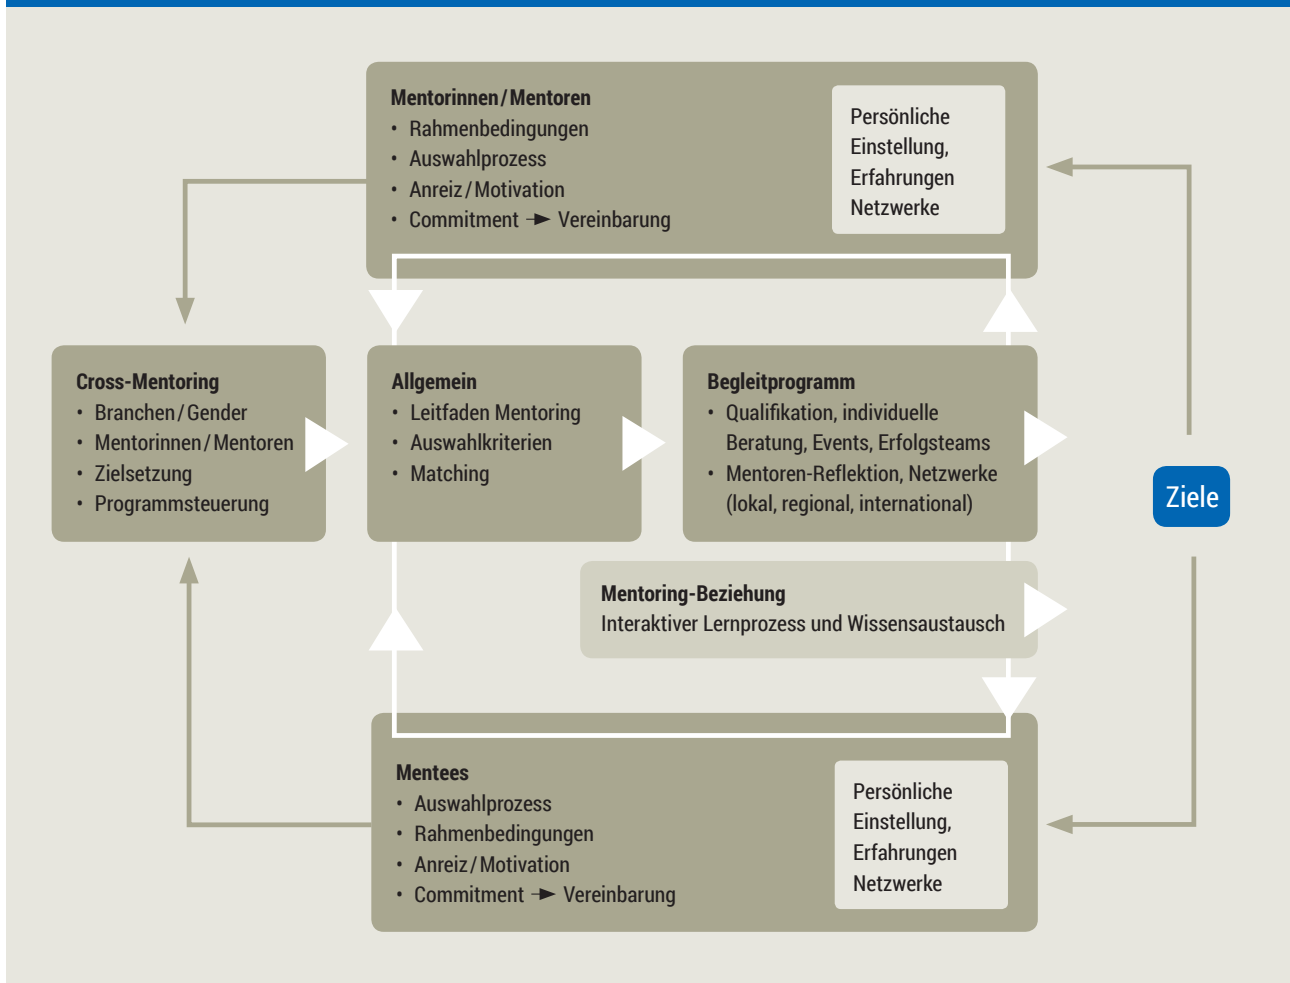 Mentorinnen/Mentoren
• Rahmenbedingungen
• Auswahlprozess
• Anreiz/Motivation
• Commitment → Vereinbarung
Persönliche
Einstellung,
Erfahrungen
Netzwerke
Cross-Mentoring
• Branchen/Gender
• Mentorinnen/Mentoren
• Zielsetzung
• Programmsteuerung
Allgemein
• Leitfaden Mentoring
• Auswahlkriterien
• Matching
Begleitprogramm
• Qualifikation, individuelle
Beratung, Events, Erfolgsteams
• Mentoren-Reflektion, Netzwerke
(lokal, regional, international)
Ziele
Mentoring-Beziehung
Interaktiver Lernprozess und Wissensaustausch
Mentees
• Auswahlprozess
• Rahmenbedingungen
• Anreiz/Motivation
• Commitment → Vereinbarung
Persönliche
Einstellung,
Erfahrungen
Netzwerke